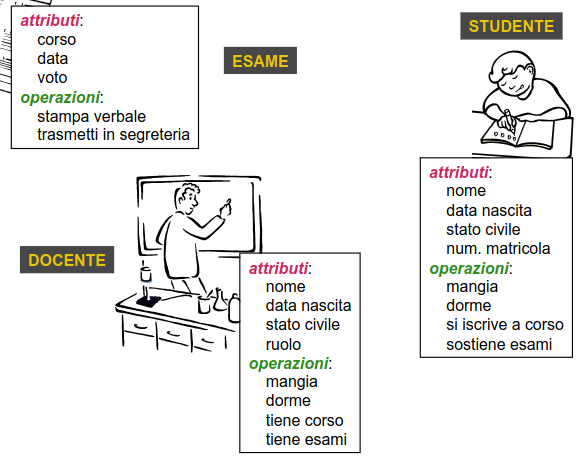 attributi:
corso
data
voto
operazioni:
stampa verbale
trasmetti in segreteria
ESAME
STUDENTE
attributi:
nome
data nascita
stato civile
num. matricola
operazioni:
mangia
dorme
si iscrive a corso
sostiene esami
DOCENTE
attributi:
nome
data nascita
stato civile
ruolo
operazioni:
mangia
dorme
tiene corso
tiene esami